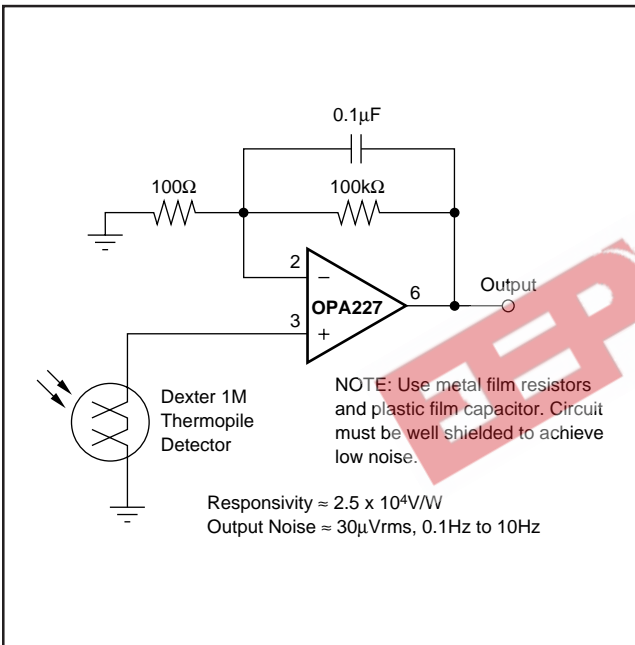 0.1µF
100Ω
100kΩ
2
−
6
Output
OPA227
3
+
Dexter 1M
Thermopile
Detector
NOTE: Use metal film resistors
and plastic film capacitor. Circuit
must be well shielded to achieve
low noise.
Responsivity ≈ 2.5 x 10⁴V/W
Output Noise ≈ 30µVrms, 0.1Hz to 10Hz
EEP